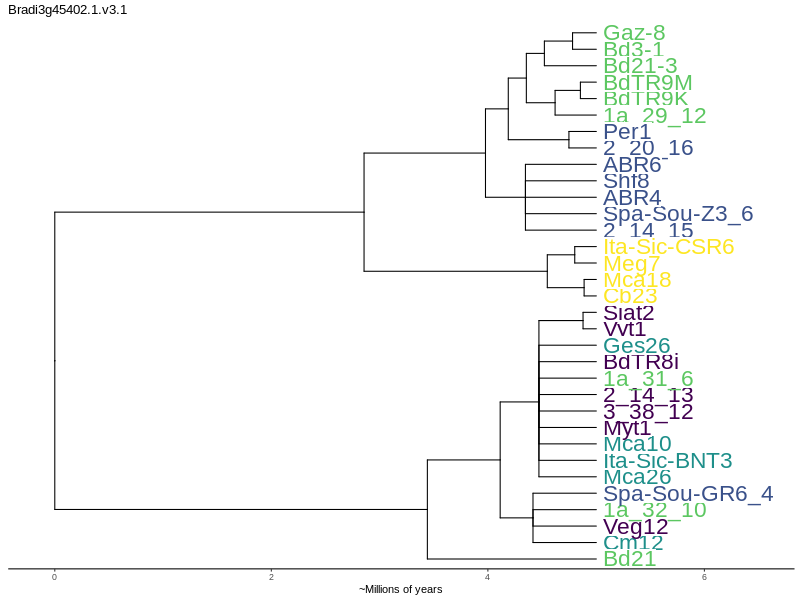 Bradi3g45402.1.v3.1
Gaz-8
Bd3-1
Bd21-3
BdTR9M
BdTR9K
1a_29_12
Per1
2_20_16
ABR6
Shf8
ABR4
Spa-Sou-Z3_6
2_14_15
Ita-Sic-CSR6
Meg7
Mca18
Cb23
Siat2
Vvt1
Ges26
BdTR8i
1a_31_6
2_14_13
3_38_12
Myt1
Mca10
Ita-Sic-BNT3
Mca26
Spa-Sou-GR6_4
1a_32_10
Veg12
Cm12
Bd21
0 2 4 6
~Millions of years